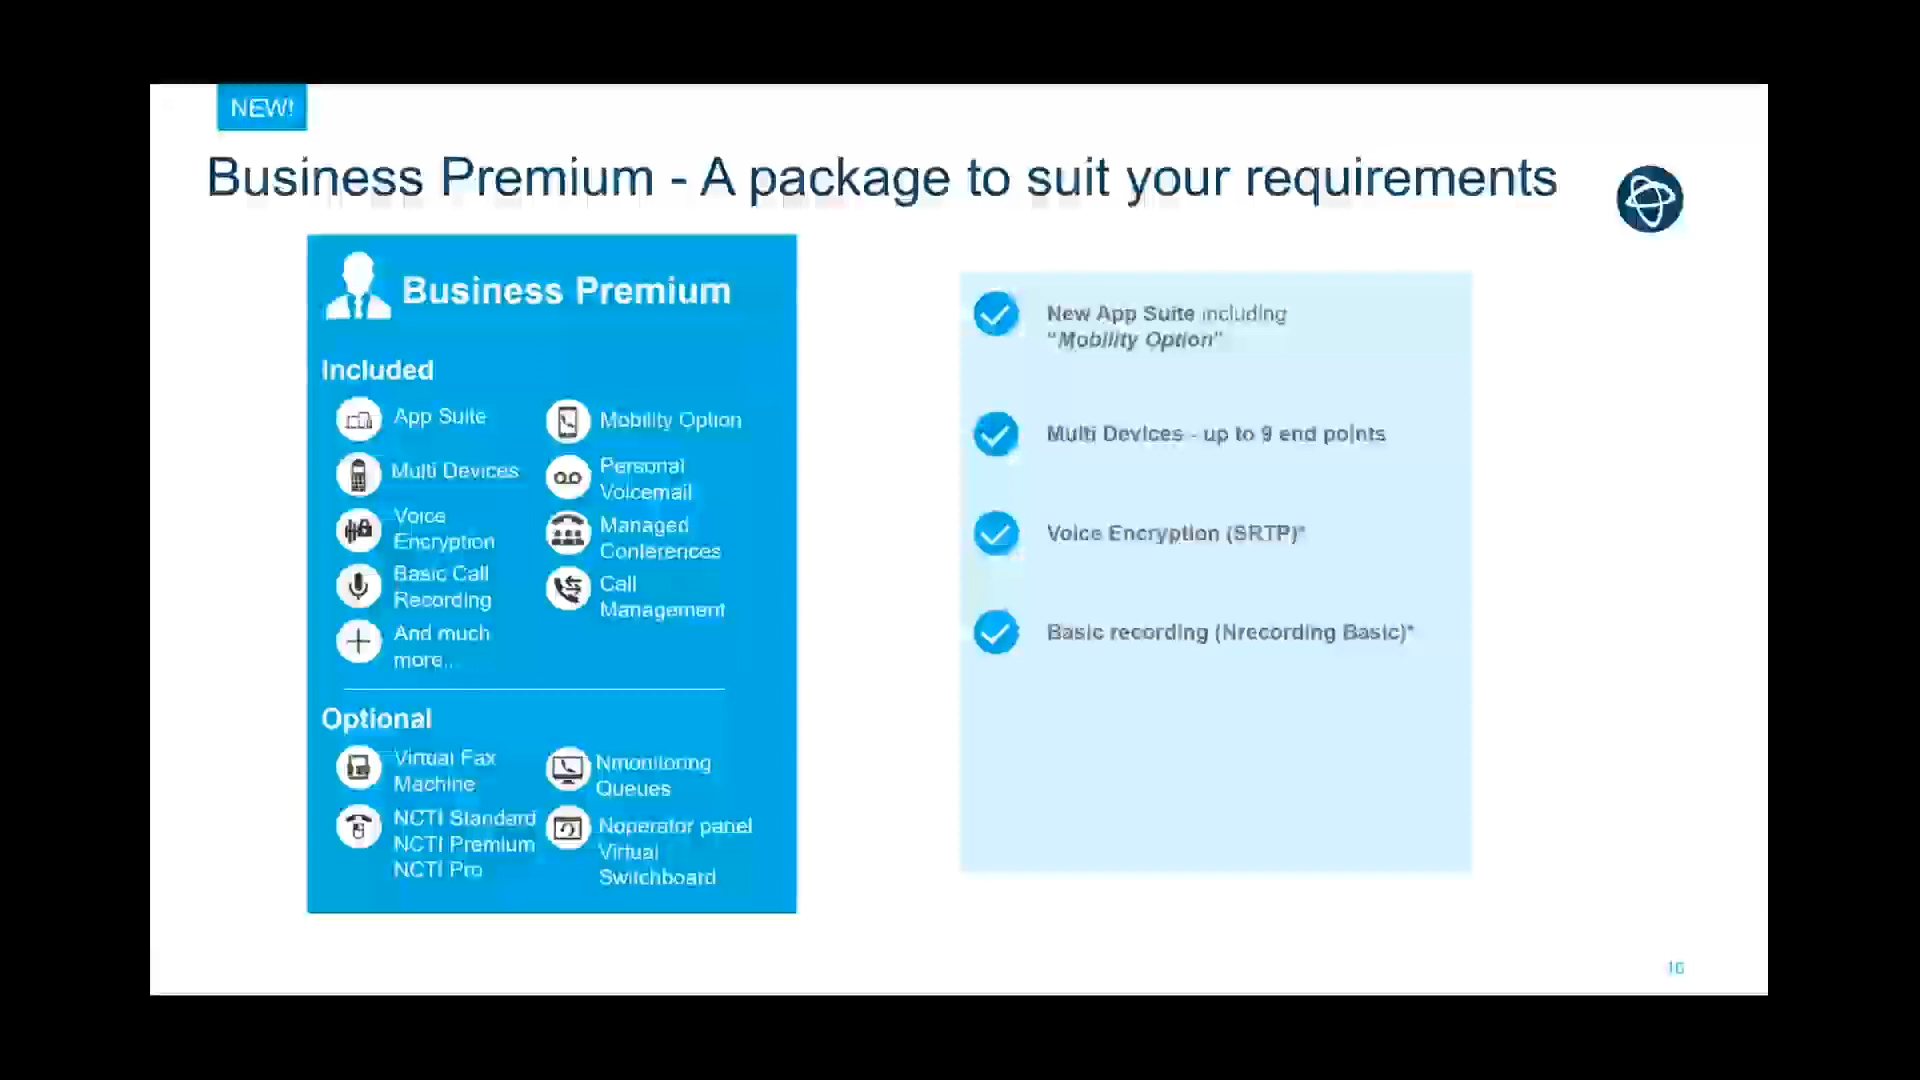 NEW!
Business Premium - A package to suit your requirements
Business Premium
Included
App Suite
Multi Devices
Voice
Encryption
Basic Call
Recording
And much
more...
Mobility Option
Personal
Voicemail
Managed
Conferences
Call
Management
Optional
Virtual Fax
Machine
NCTI Standard
NCTI Premium
NCTI Pro
Nmonitoring
Queues
Noperator panel
Virtual
Switchboard
New App Suite including
"Mobility Option"
Multi Devices - up to 9 end points
Voice Encryption (SRTP)*
Basic recording (Nrecording Basic)*
16